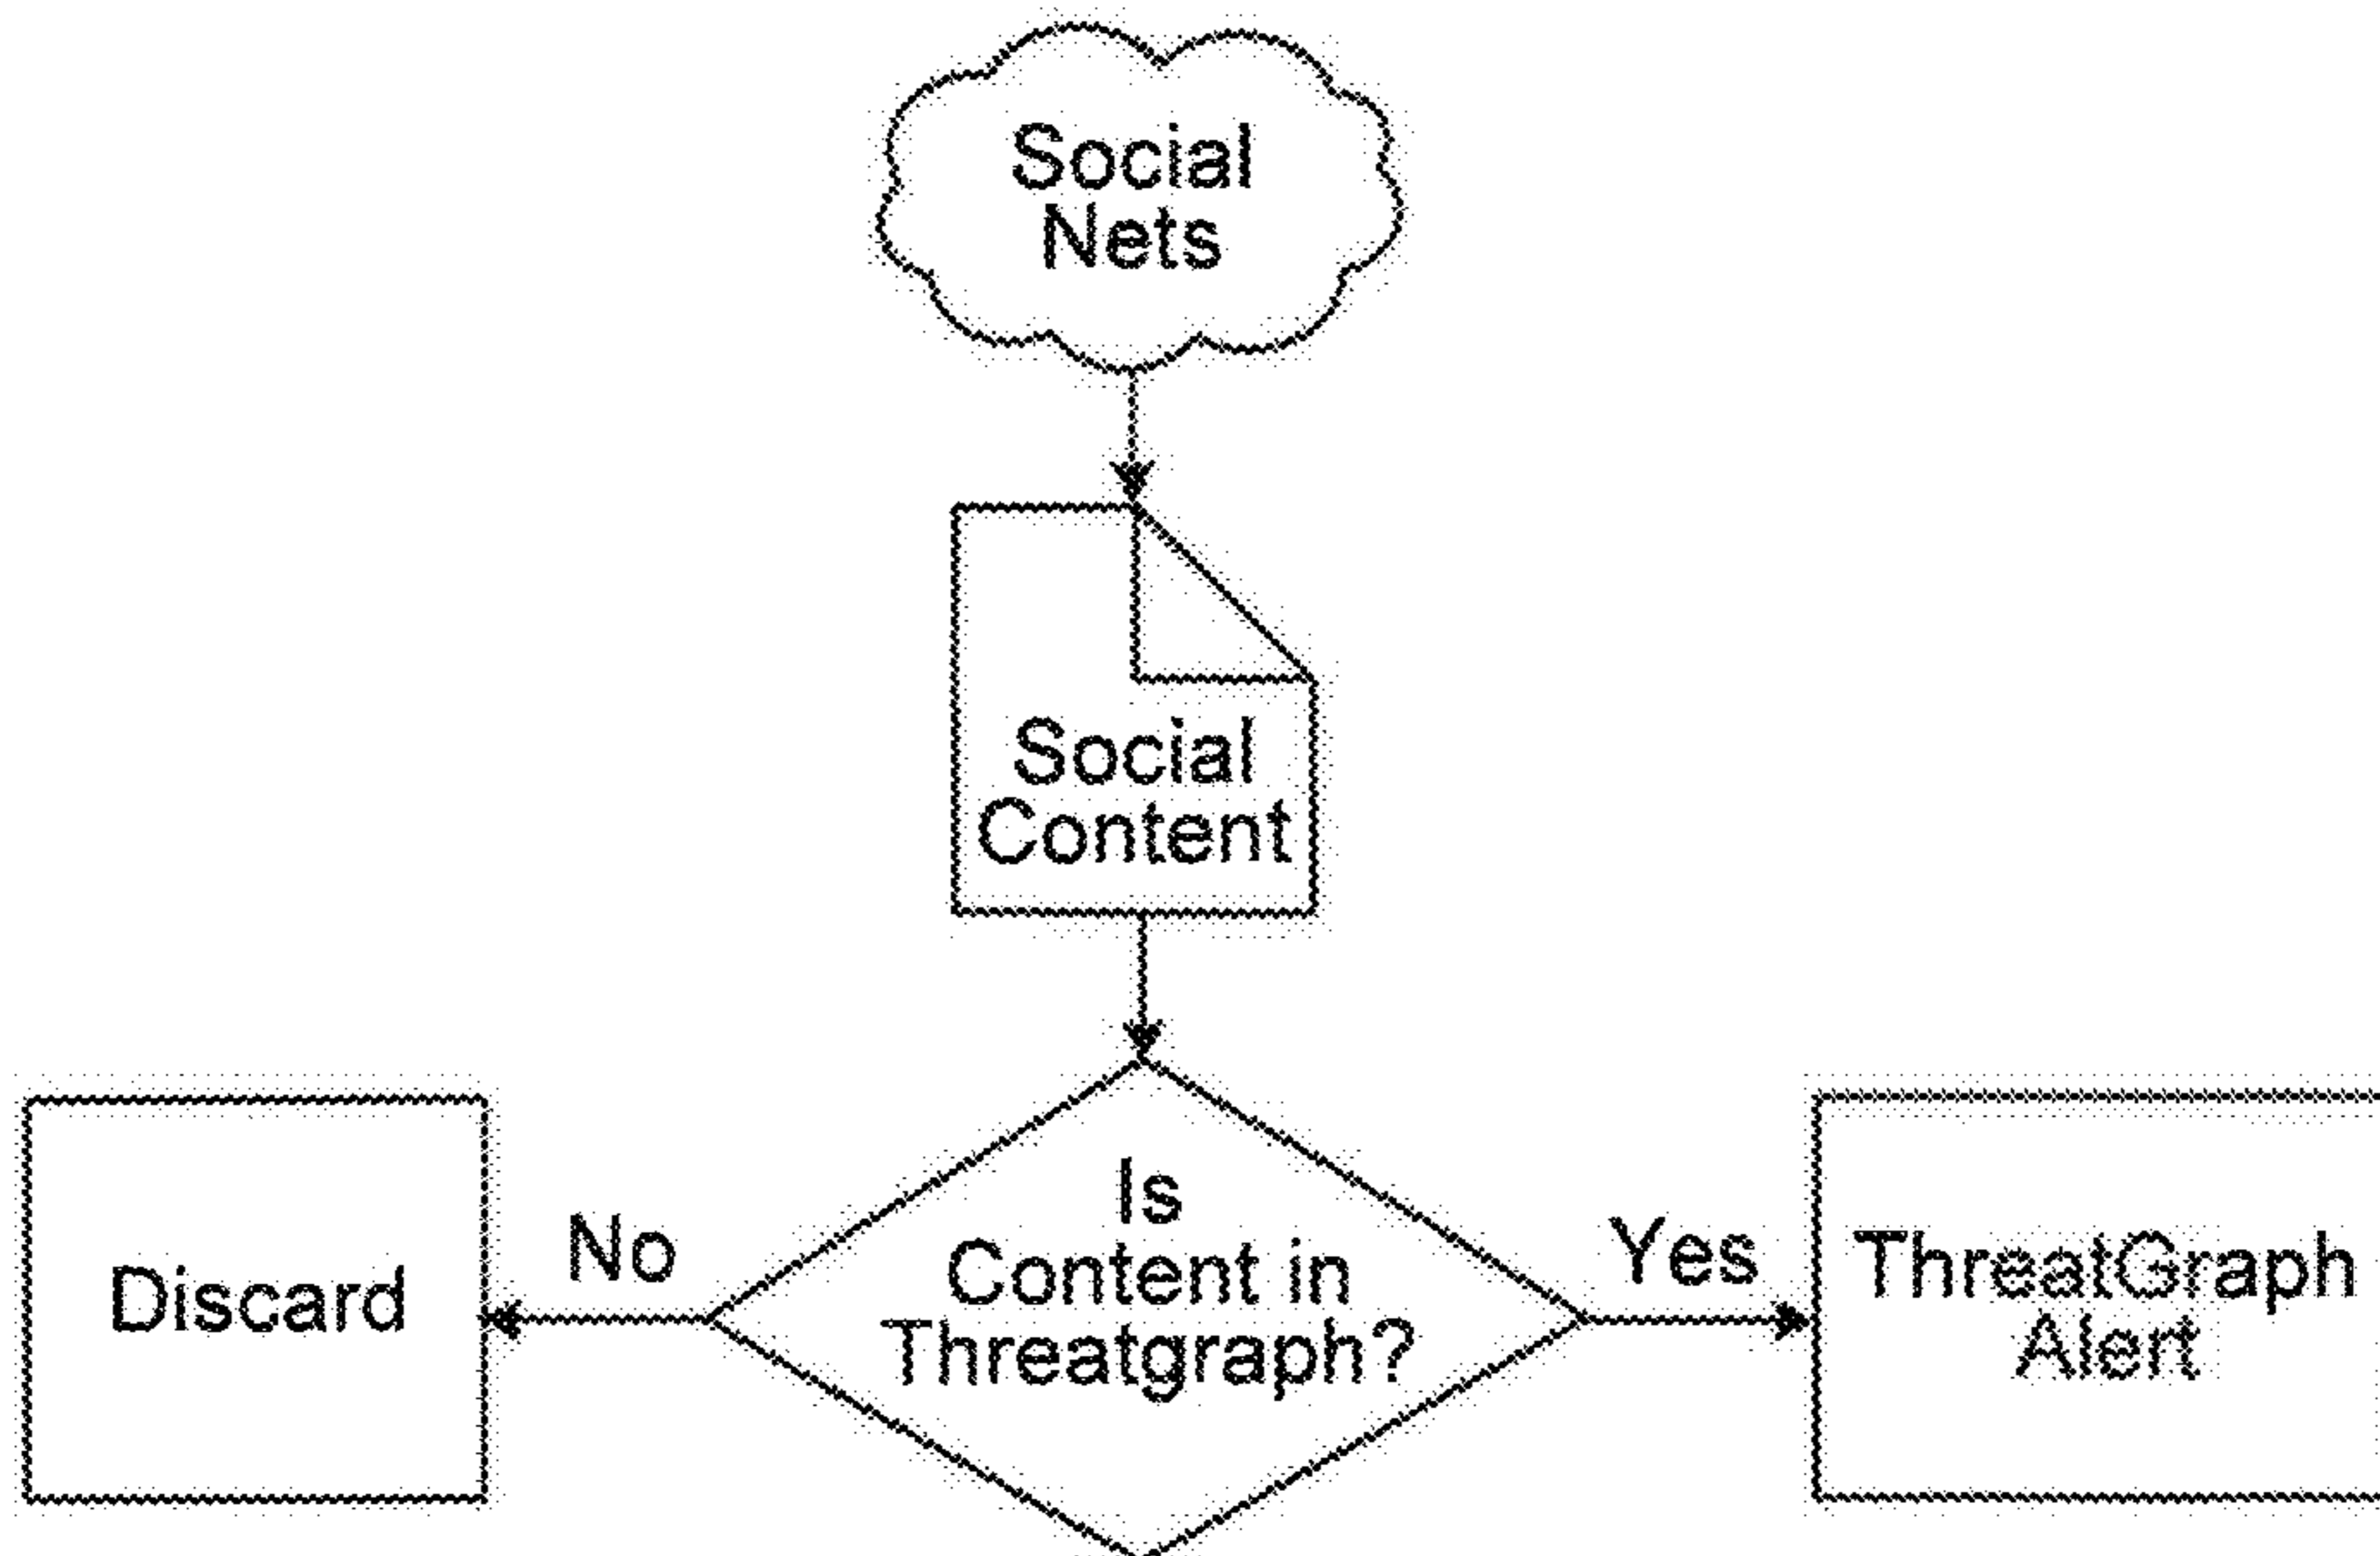 Social
Nets
Social
Content
Is
Content in
Threatgraph?
No
Discard
Yes
ThreatGraph
Alert